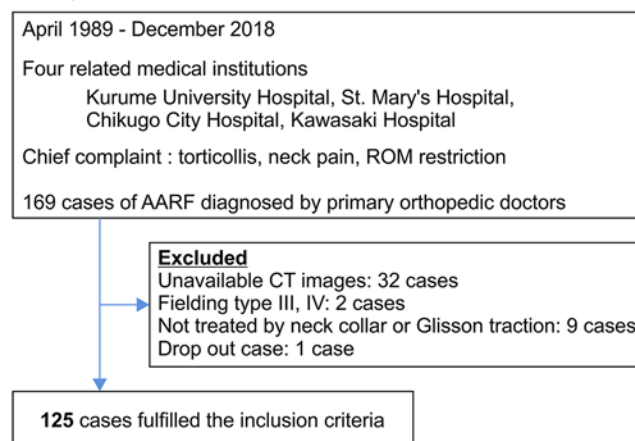 April 1989 - December 2018
Four related medical institutions
Kurume University Hospital, St. Mary's Hospital,
Chikugo City Hospital, Kawasaki Hospital
Chief complaint : torticollis, neck pain, ROM restriction
169 cases of AARF diagnosed by primary orthopedic doctors
Excluded
Unavailable CT images: 32 cases
Fielding type III, IV: 2 cases
Not treated by neck collar or Glisson traction: 9 cases
Drop out case: 1 case
125 cases fulfilled the inclusion criteria